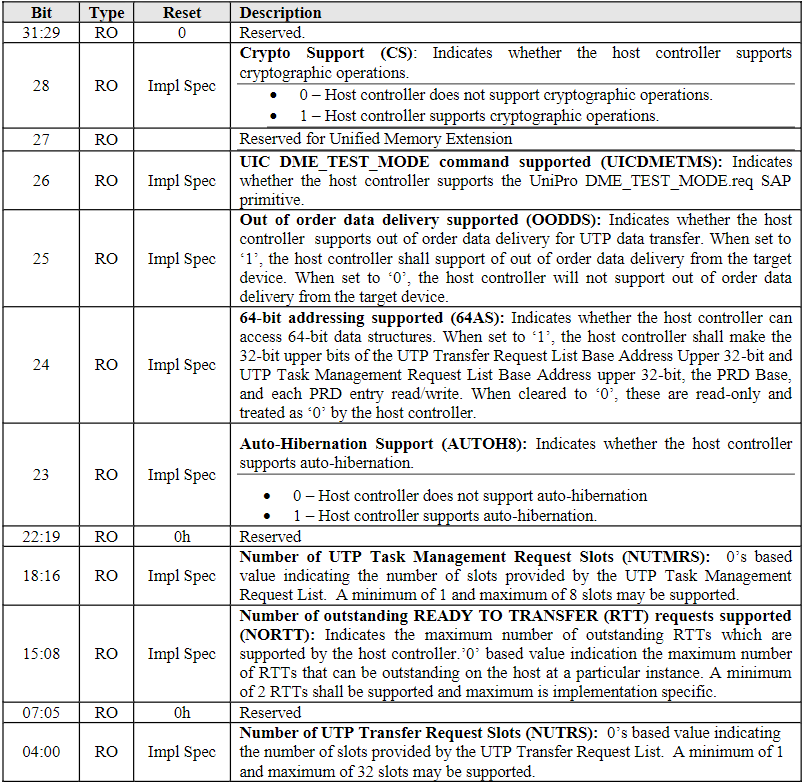 Bit Type Reset Description
31:29 RO 0 Reserved.
28 RO Impl Spec Crypto Support (CS): Indicates whether the host controller supports
cryptographic operations.
• 0 – Host controller does not support cryptographic operations.
• 1 – Host controller supports cryptographic operations.
27 RO Reserved for Unified Memory Extension
26 RO Impl Spec UIC DME_TEST_MODE command supported (UICDMETMS): Indicates
whether the host controller supports the UniPro DME_TEST_MODE.req SAP
primitive.
25 RO Impl Spec Out of order data delivery supported (OODDS): Indicates whether the host
controller supports out of order data delivery for UTP data transfer. When set to
‘1’, the host controller shall support of out of order data delivery from the target
device. When set to ‘0’, the host controller will not support out of order data
delivery from the target device.
24 RO Impl Spec 64-bit addressing supported (64AS): Indicates whether the host controller can
access 64-bit data structures. When set to ‘1’, the host controller shall make the
32-bit upper bits of the UTP Transfer Request List Base Address Upper 32-bit and
UTP Task Management Request List Base Address upper 32-bit, the PRD Base,
and each PRD entry read/write. When cleared to ‘0’, these are read-only and
treated as ‘0’ by the host controller.
23 RO Impl Spec Auto-Hibernation Support (AUTOH8): Indicates whether the host controller
supports auto-hibernation.
• 0 – Host controller does not support auto-hibernation
• 1 – Host controller supports auto-hibernation.
22:19 RO 0h Reserved
18:16 RO Impl Spec Number of UTP Task Management Request Slots (NUTMRS): 0’s based
value indicating the number of slots provided by the UTP Task Management
Request List. A minimum of 1 and maximum of 8 slots may be supported.
15:08 RO Impl Spec Number of outstanding READY TO TRANSFER (RTT) requests supported
(NORTT): Indicates the maximum number of outstanding RTTs which are
supported by the host controller.’0’ based value indication the maximum number
of RTTs that can be outstanding on the host at a particular instance. A minimum
of 2 RTTs shall be supported and maximum is implementation specific.
07:05 RO 0h Reserved
04:00 RO Impl Spec Number of UTP Transfer Request Slots (NUTRS): 0’s based value indicating
the number of slots provided by the UTP Transfer Request List. A minimum of 1
and maximum of 32 slots may be supported.